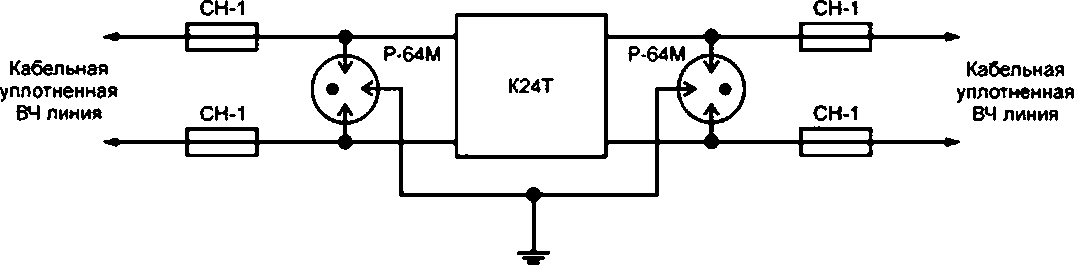 СН-1
СН-1
Р-64М
Р-64М
Кабельная
уплотненная
ВЧ линия
К24Т
Кабельная
уплотненная
ВЧ линия
СН-1
СН-1